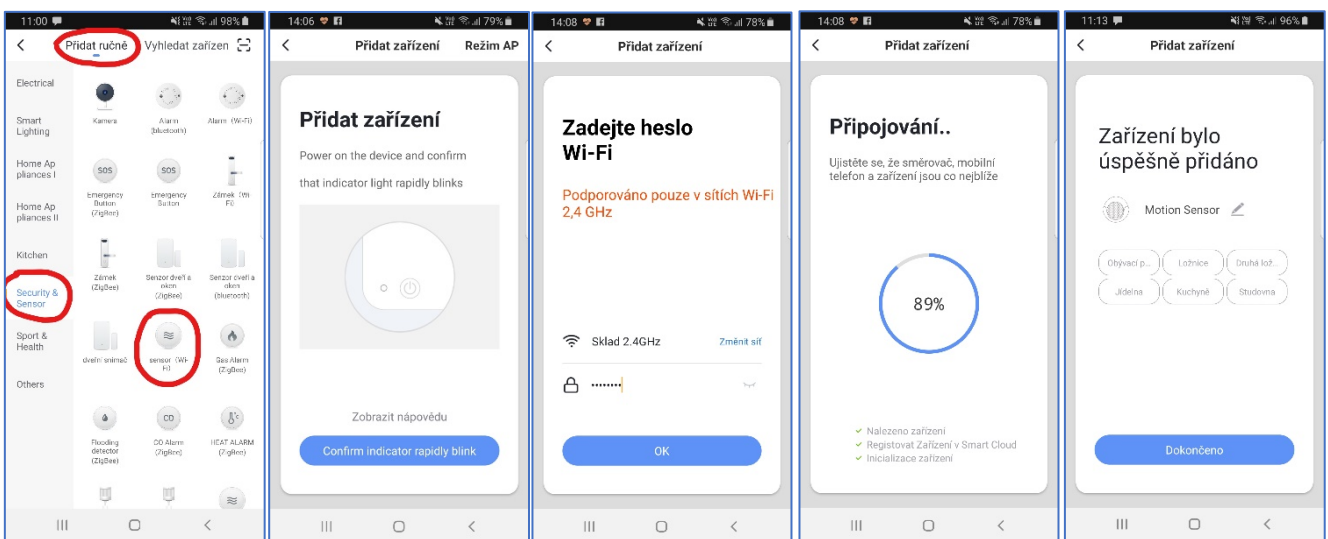 11:00
98%
Přidat ručně
Vyhledat zařízen
Electrical
Smart
Lighting
Home Ap
pliances I
Home Ap
pliances II
Kitchen
Security &
Sensor
Sport &
Health
Others
Kamera
Alarm
(bluetooth)
Alarm (Wi-Fi)
SOS
Emergency
Button
(ZigBee)
SOS
Emergency
Button
Zámek (Wi
Fi)
Zámek
(ZigBee)
Senzor dveří a
oken
(ZigBee)
Senzor dveří a
oken
(bluetooth)
dveřní snímač
sensor (Wi-
Fi)
Gas Alarm
(ZigBee)
Flooding
detector
(ZigBee)
CO
CO Alarm
(ZigBee)
HEAT ALARM
(ZigBee)
14:06
79%
Přidat zařízení
Režim AP
Přidat zařízení
Power on the device and confirm
that indicator light rapidly blinks
Zobrazit nápovědu
Confirm indicator rapidly blink
14:08
78%
Přidat zařízení
Zadejte heslo
Wi-Fi
Podporováno pouze v sítích Wi-Fi
2,4 GHz
Sklad 2.4GHz
Změnit síť
••••••••
OK
14:08
78%
Přidat zařízení
Připojování..
Ujistěte se, že směrovač, mobilní
telefon a zařízení jsou co nejblíže
89%
Nalezeno zařízení
Registovat Zařízení v Smart Cloud
Inicializace zařízení
11:13
96%
Přidat zařízení
Zařízení bylo
úspěšně přidáno
Motion Sensor
Obývací p...
Ložnice
Druhá lož...
Jídelna
Kuchyně
Studovna
Dokončeno